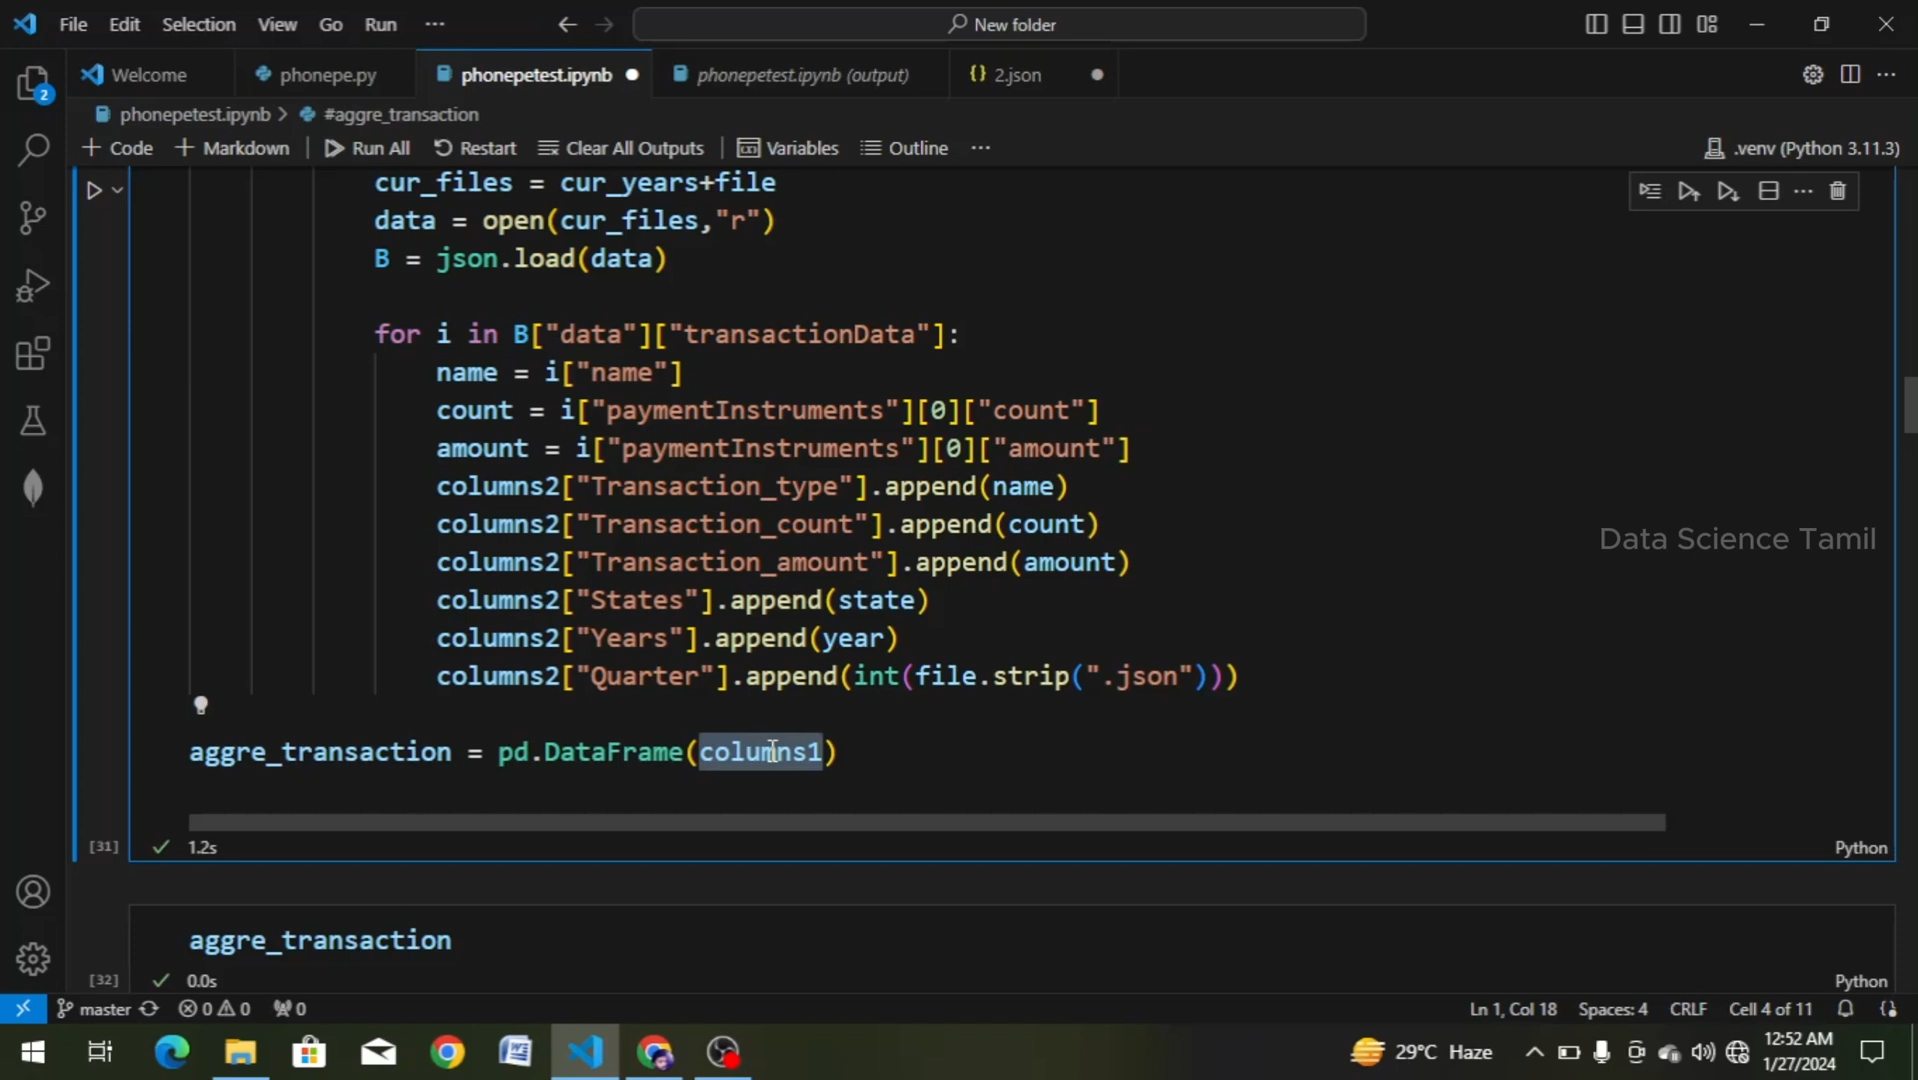 File Edit Selection View Go Run ··· New folder
Welcome phonepe.py phonepetest.ipynb phonepetest.ipynb (output) 2.json
phonepetest.ipynb > #aggre_transaction
+ Code + Markdown Run All Restart Clear All Outputs Variables Outline ··· .venv (Python 3.11.3)
2
cur_files = cur_years+file
data = open(cur_files,"r")
B = json.load(data)
for i in B["data"]["transactionData"]:
name = i["name"]
count = i["paymentInstruments"][0]["count"]
amount = i["paymentInstruments"][0]["amount"]
columns2["Transaction_type"].append(name)
columns2["Transaction_count"].append(count)
Data Science Tamil
columns2["Transaction_amount"].append(amount)
columns2["States"].append(state)
columns2["Years"].append(year)
columns2["Quarter"].append(int(file.strip(".json")))
aggre_transaction = pd.DataFrame(columns1)
[31] 1.2s Python
aggre_transaction
[32] 0.0s Python
master 0 0 0 Ln 1, Col 18 Spaces: 4 CRLF Cell 4 of 11
29°C Haze 12:52 AM
1/27/2024